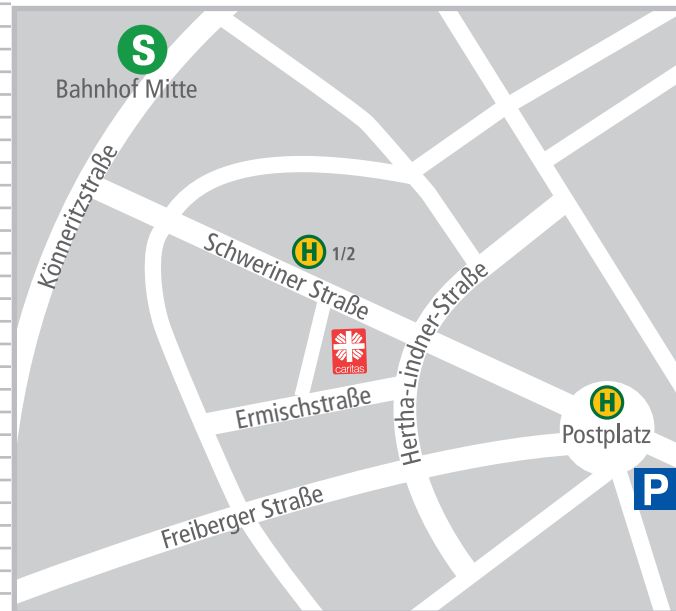 S
Bahnhof Mitte
Könneritzstraße
H 1/2
Schweriner Straße
caritas
Hertha-Lindner-Straße
Ermischstraße
H
Postplatz
P
Freiberger Straße